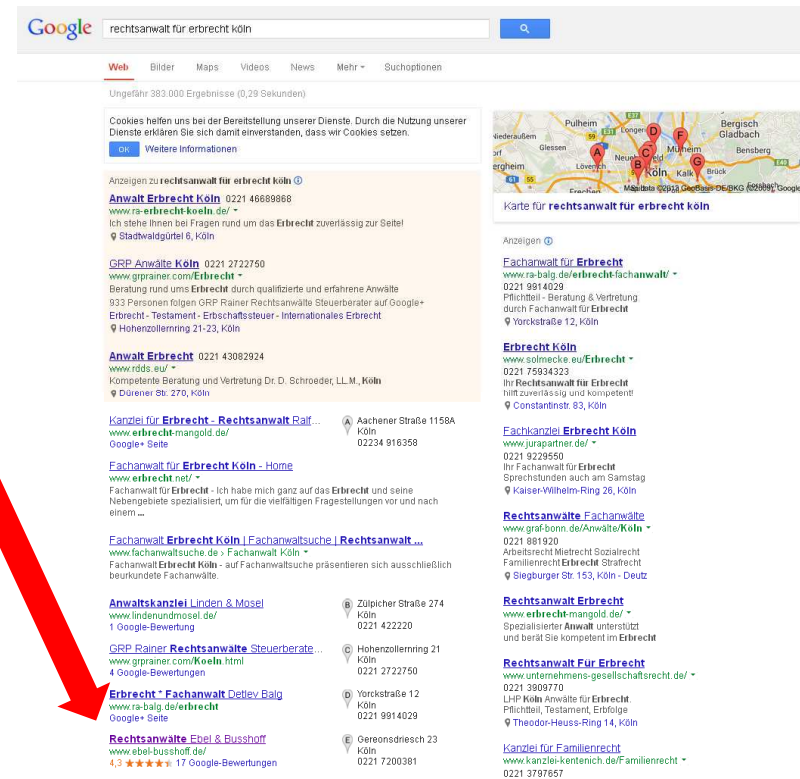 Google
rechtsanwalt für erbrecht köln
Web Bilder Maps Videos News Mehr Suchoptionen
Ungefähr 383.000 Ergebnisse (0,29 Sekunden)
Cookies helfen uns bei der Bereitstellung unserer Dienste. Durch die Nutzung unserer
Dienste erklären Sie sich damit einverstanden, dass wir Cookies setzen.
OK Weitere Informationen
Anzeigen zu rechtsanwalt für erbrecht köln
Anwalt Erbrecht Köln 0221 46689868
www.ra-erbrecht-koeln.de/
Ich stehe Ihnen bei Fragen rund um das Erbrecht zuverlässig zur Seite!
Stadtwaldgürtel 6, Köln
GRP Anwälte Köln 0221 2722750
www.grprainer.com/Erbrecht
Beratung rund ums Erbrecht durch qualifizierte und erfahrene Anwälte
933 Personen folgen GRP Rainer Rechtsanwälte Steuerberater auf Google+
Erbrecht - Testament - Erbschaftssteuer - Internationales Erbrecht
Hohenzollernring 21-23, Köln
Anwalt Erbrecht 0221 43082924
www.rdds.eu/
Kompetente Beratung und Vertretung Dr. D. Schroeder, LL.M., Köln
Dürener Str. 270, Köln
Kanzlei für Erbrecht - Rechtsanwalt Ralf...
www.erbrecht-mangold.de/
Google+ Seite
A Aachener Straße 1158A
Köln
02234 916358
Fachanwalt für Erbrecht Köln - Home
www.erbrecht.net/
Fachanwalt für Erbrecht - Ich habe mich ganz auf das Erbrecht und seine
Nebengebiete spezialisiert, um für die vielfältigen Fragestellungen vor und nach
einem ...
Fachanwalt Erbrecht Köln | Fachanwaltsuche | Rechtsanwalt ...
www.fachanwaltsuche.de › Fachanwalt Köln
Fachanwalt Erbrecht Köln - auf Fachanwaltsuche präsentieren sich ausschließlich
beurkundete Fachanwälte.
Anwaltskanzlei Linden & Mosel
www.lindenundmosel.de/
1 Google-Bewertung
B Zülpicher Straße 274
Köln
0221 422220
GRP Rainer Rechtsanwälte Steuerberate...
www.grprainer.com/Koeln.html
4 Google-Bewertungen
C Hohenzollernring 21
Köln
0221 2722750
Erbrecht * Fachanwalt Detlev Balg
www.ra-balg.de/erbrecht
Google+ Seite
D Yorckstraße 12
Köln
0221 9914029
Rechtsanwälte Ebel & Busshoff
www.ebel-busshoff.de/
4,3 ★★★★★ 17 Google-Bewertungen
E Gereonsdriesch 23
Köln
0221 7200381
Pulheim
Bergisch
Gladbach
Glessen
Bensberg
Mülheim
Köln Kalk Brück
A B C D F G
Karte für rechtsanwalt für erbrecht köln
Anzeigen
Fachanwalt für Erbrecht
www.ra-balg.de/erbrecht-fachanwalt/
0221 9914029
Pflichtteil - Beratung & Vertretung
durch Fachanwalt für Erbrecht
Yorckstraße 12, Köln
Erbrecht Köln
www.solmecke.eu/Erbrecht
0221 75934323
Ihr Rechtsanwalt für Erbrecht
hilft zuverlässig und kompetent!
Constantinstr. 83, Köln
Fachkanzlei Erbrecht Köln
www.jurapartner.de/
0221 9229550
Ihr Fachanwalt für Erbrecht
Sprechstunden auch am Samstag
Kaiser-Wilhelm-Ring 26, Köln
Rechtsanwälte Fachanwälte
www.graf-bonn.de/Anwälte/Köln
0221 881920
Arbeitsrecht Mietrecht Sozialrecht
Familienrecht Erbrecht Strafrecht
Siegburger Str. 153, Köln - Deutz
Rechtsanwalt Erbrecht
www.erbrecht-mangold.de/
Spezialisierter Anwalt unterstützt
und berät Sie kompetent im Erbrecht
Rechtsanwalt Für Erbrecht
www.unternehmens-gesellschaftsrecht.de/
0221 3909770
LHP Köln Anwälte für Erbrecht.
Pflichtteil, Testament, Erbfolge
Theodor-Heuss-Ring 14, Köln
Kanzlei für Familienrecht
www.kanzlei-kentenich.de/Familienrecht
0221 3797657